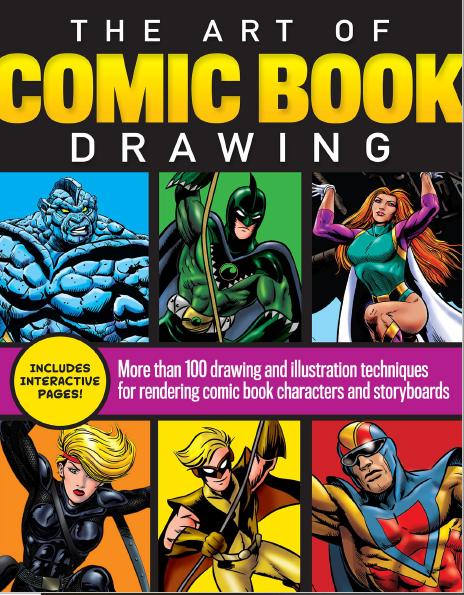 THE ART OF
COMIC BOOK
DRAWING
INCLUDES
INTERACTIVE
PAGES!
More than 100 drawing and illustration techniques
for rendering comic book characters and storyboards